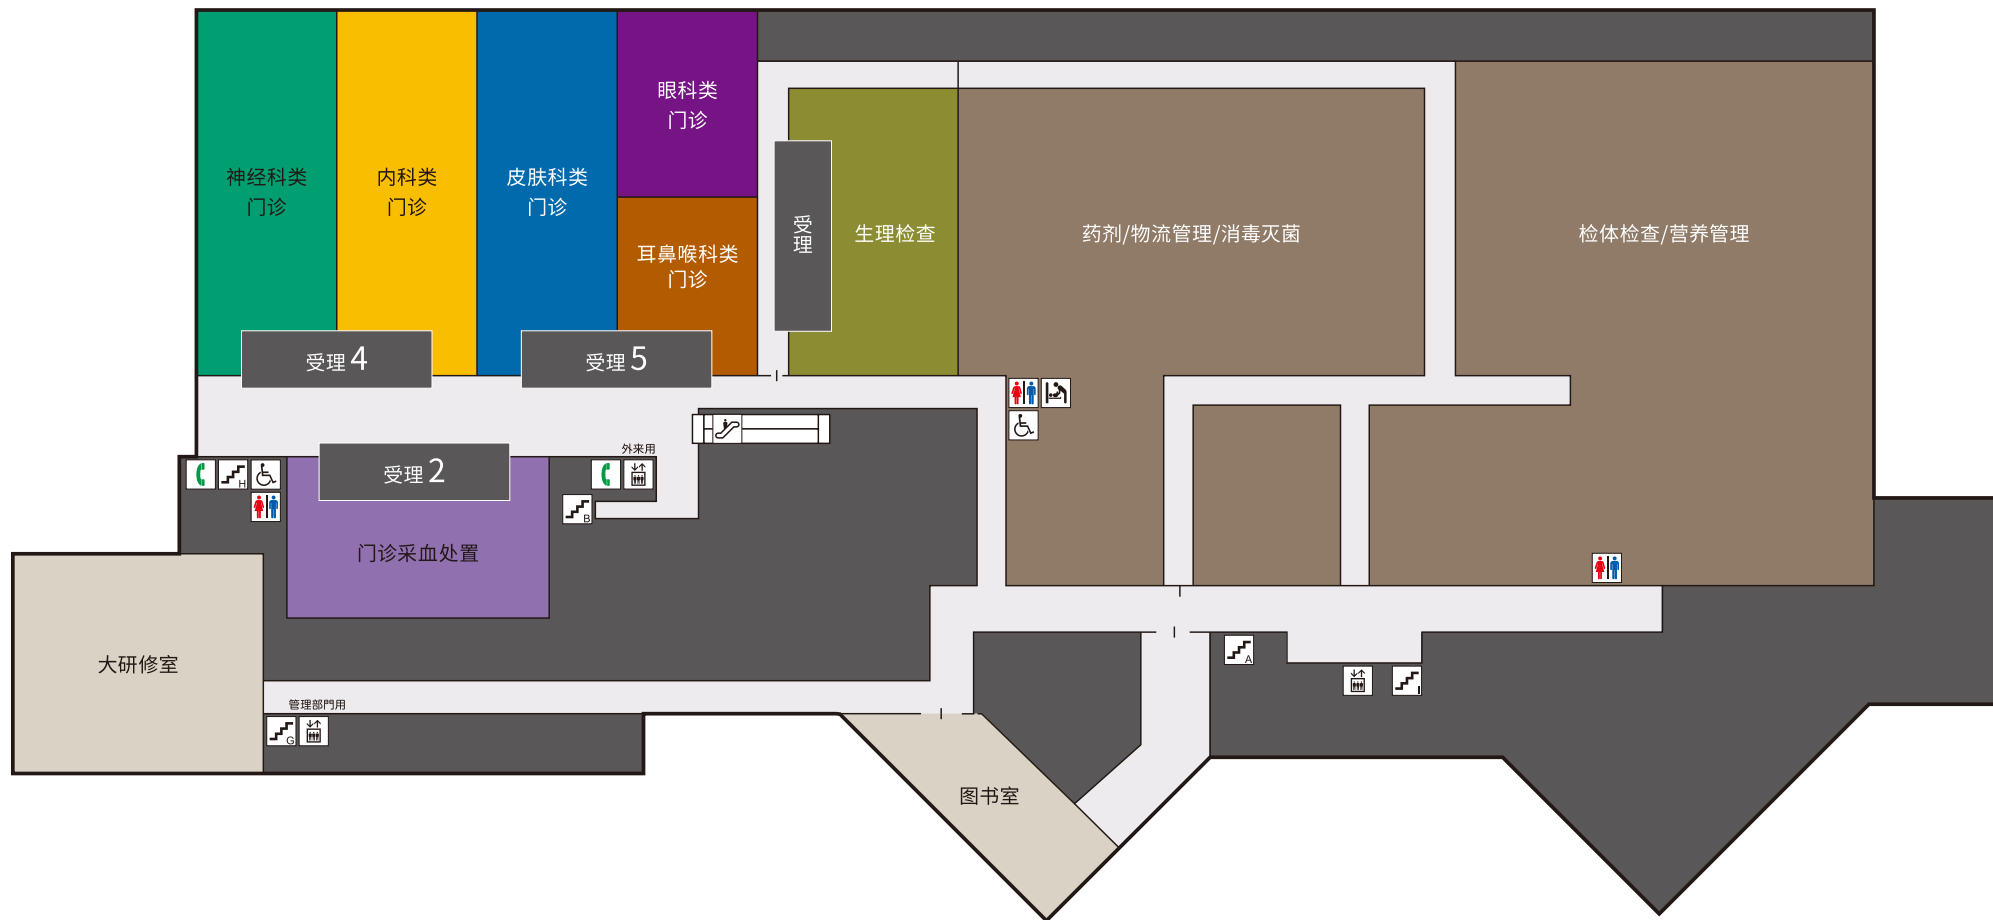 眼科类
门诊
神经科类
门诊
内科类
门诊
皮肤科类
门诊
耳鼻喉科类
门诊
受理
生理检查
药剂/物流管理/消毒灭菌
检体检查/营养管理
受理 4
受理 5
受理 2
外来用
H
B
门诊采血处置
大研修室
A
I
管理部門用
G
图书室